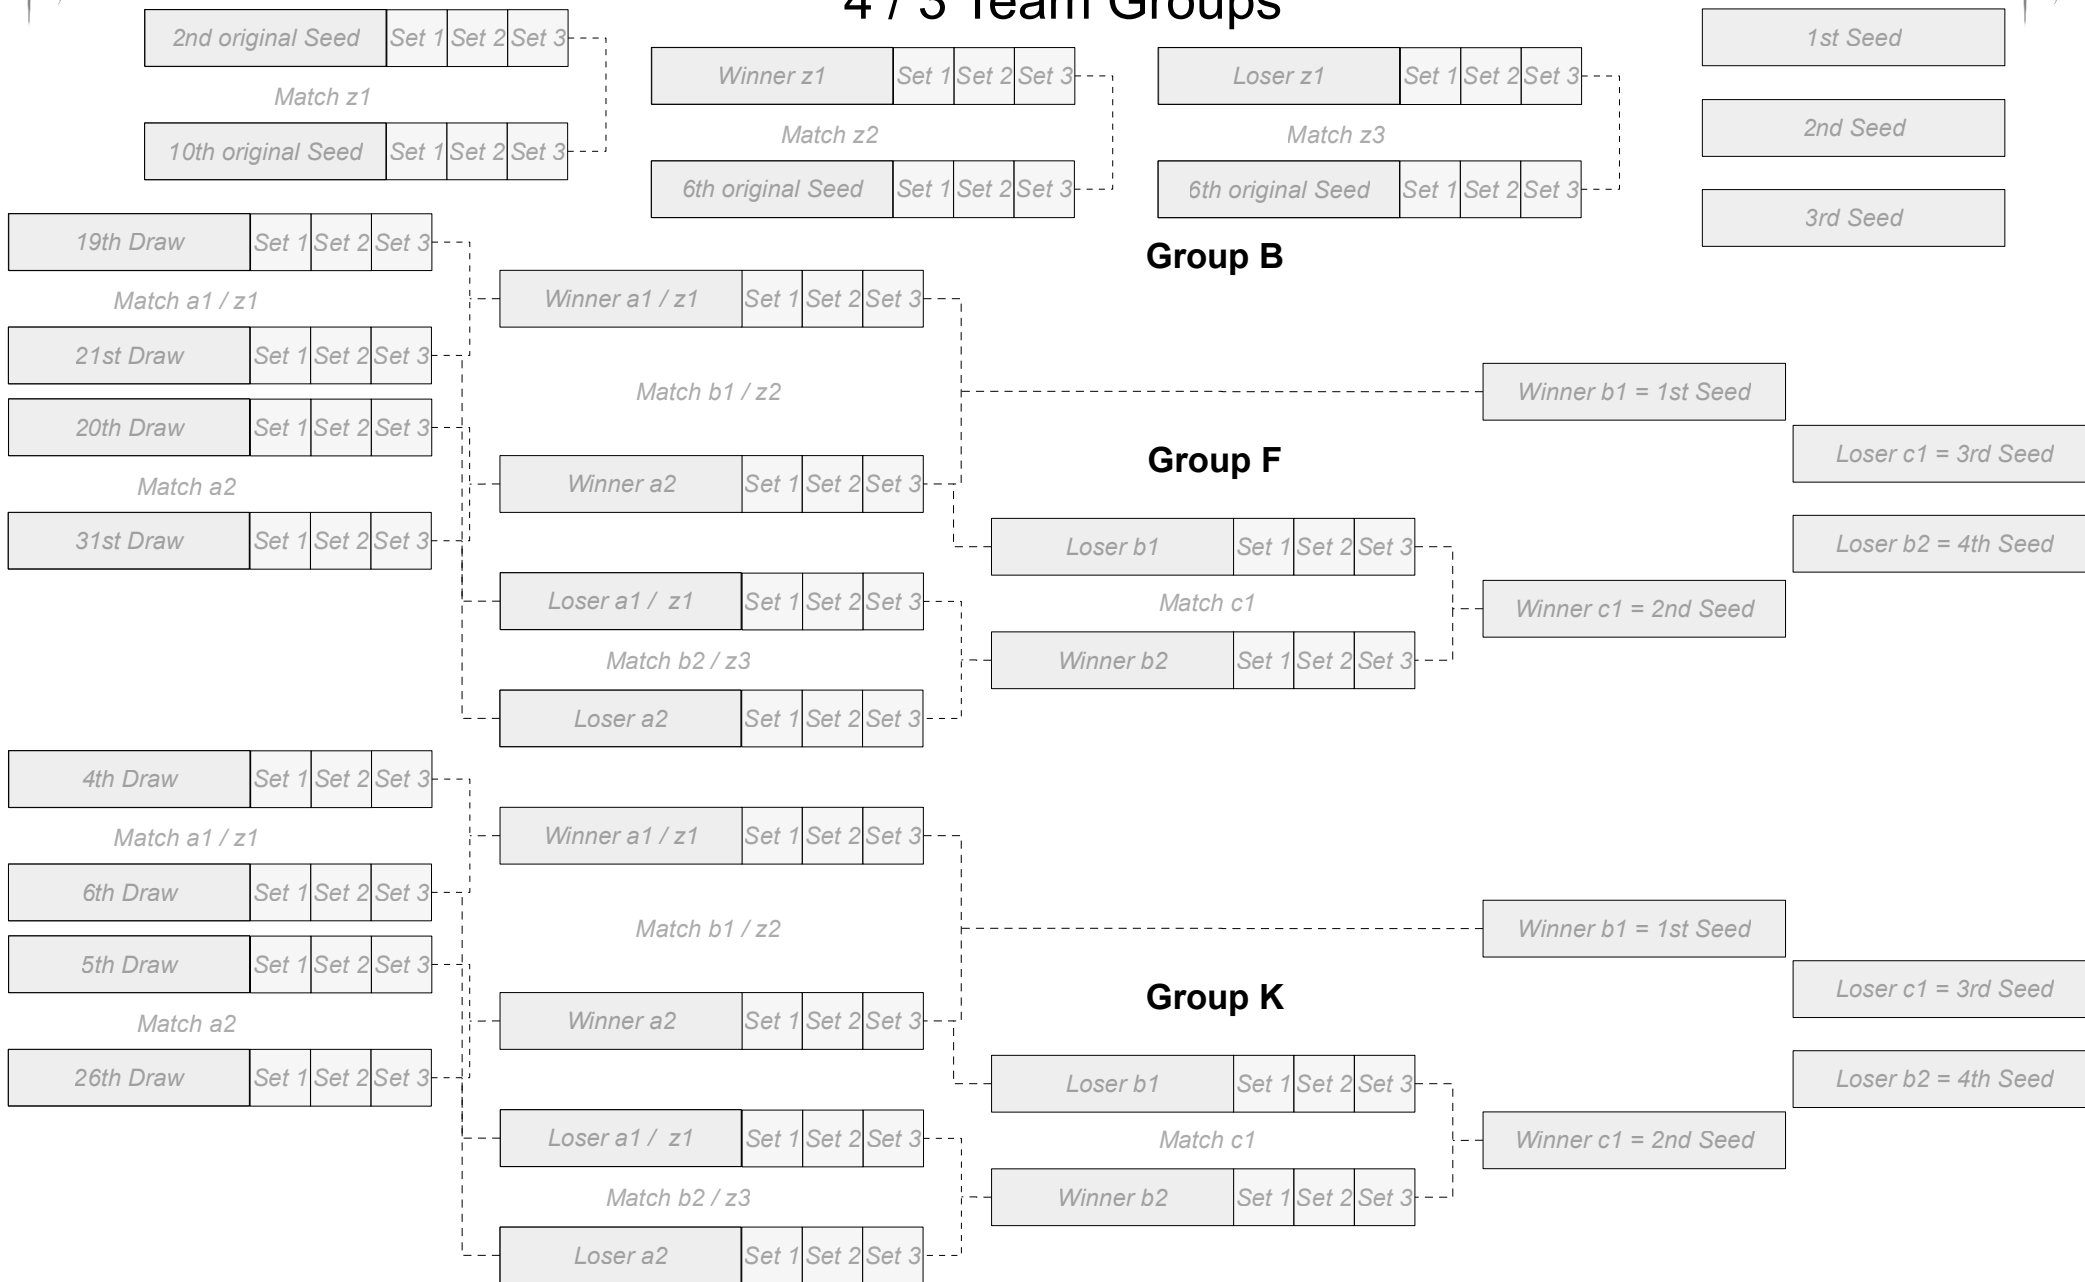 4 / 3 Team Groups
2nd original Seed Set 1 Set 2 Set 3
Match z1
10th original Seed Set 1 Set 2 Set 3
Winner z1 Set 1 Set 2 Set 3
Match z2
6th original Seed Set 1 Set 2 Set 3
Loser z1 Set 1 Set 2 Set 3
Match z3
6th original Seed Set 1 Set 2 Set 3
1st Seed
2nd Seed
3rd Seed
Group B
19th Draw Set 1 Set 2 Set 3
Match a1 / z1
21st Draw Set 1 Set 2 Set 3
20th Draw Set 1 Set 2 Set 3
Match a2
31st Draw Set 1 Set 2 Set 3
Winner a1 / z1 Set 1 Set 2 Set 3
Match b1 / z2
Winner a2 Set 1 Set 2 Set 3
Loser a1 / z1 Set 1 Set 2 Set 3
Match b2 / z3
Loser a2 Set 1 Set 2 Set 3
Group F
Loser b1 Set 1 Set 2 Set 3
Match c1
Winner b2 Set 1 Set 2 Set 3
Winner b1 = 1st Seed
Loser c1 = 3rd Seed
Loser b2 = 4th Seed
Winner c1 = 2nd Seed
4th Draw Set 1 Set 2 Set 3
Match a1 / z1
6th Draw Set 1 Set 2 Set 3
5th Draw Set 1 Set 2 Set 3
Match a2
26th Draw Set 1 Set 2 Set 3
Winner a1 / z1 Set 1 Set 2 Set 3
Match b1 / z2
Winner a2 Set 1 Set 2 Set 3
Loser a1 / z1 Set 1 Set 2 Set 3
Match b2 / z3
Loser a2 Set 1 Set 2 Set 3
Group K
Loser b1 Set 1 Set 2 Set 3
Match c1
Winner b2 Set 1 Set 2 Set 3
Winner b1 = 1st Seed
Loser c1 = 3rd Seed
Loser b2 = 4th Seed
Winner c1 = 2nd Seed